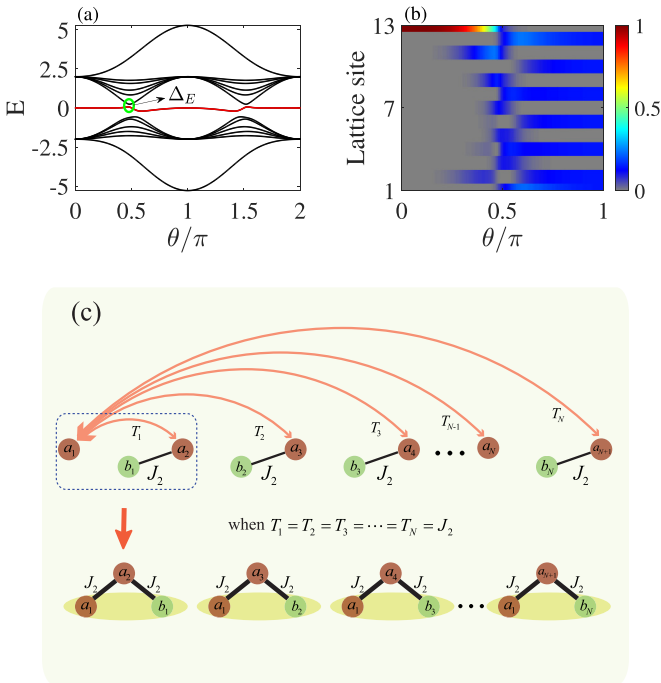 (a)
5
2.5
0
-2.5
-5
E
Δ_E
0 0.5 1 1.5 2
θ/π
(b)
13
7
1
Lattice site
0 0.5 1
θ/π
1
0.5
0
(c)
T_1 T_2 T_3 T_{N-1} T_N
a_1 a_2 a_3 a_4 a_N a_{N+1}
b_1 b_2 b_3 ••• b_N
J_2 J_2 J_2 J_2
when T_1 = T_2 = T_3 = ⋯ = T_N = J_2
a_2 a_3 a_4 a_{N+1}
J_2 J_2 J_2 J_2 J_2 J_2 J_2 J_2
a_1 b_1 a_1 b_2 a_1 b_3 ••• a_1 b_N